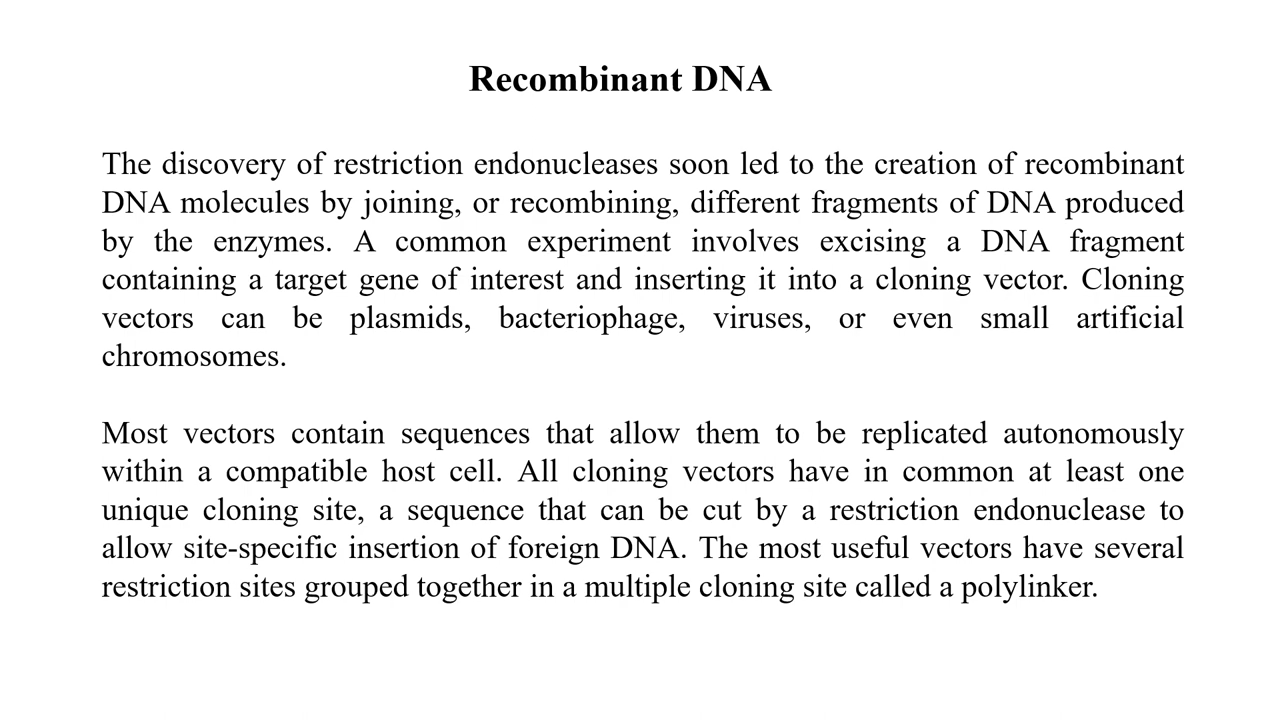 Recombinant DNA
The discovery of restriction endonucleases soon led to the creation of recombinant
DNA molecules by joining, or recombining, different fragments of DNA produced
by the enzymes. A common experiment involves excising a DNA fragment
containing a target gene of interest and inserting it into a cloning vector. Cloning
vectors can be plasmids, bacteriophage, viruses, or even small artificial
chromosomes.
Most vectors contain sequences that allow them to be replicated autonomously
within a compatible host cell. All cloning vectors have in common at least one
unique cloning site, a sequence that can be cut by a restriction endonuclease to
allow site-specific insertion of foreign DNA. The most useful vectors have several
restriction sites grouped together in a multiple cloning site called a polylinker.